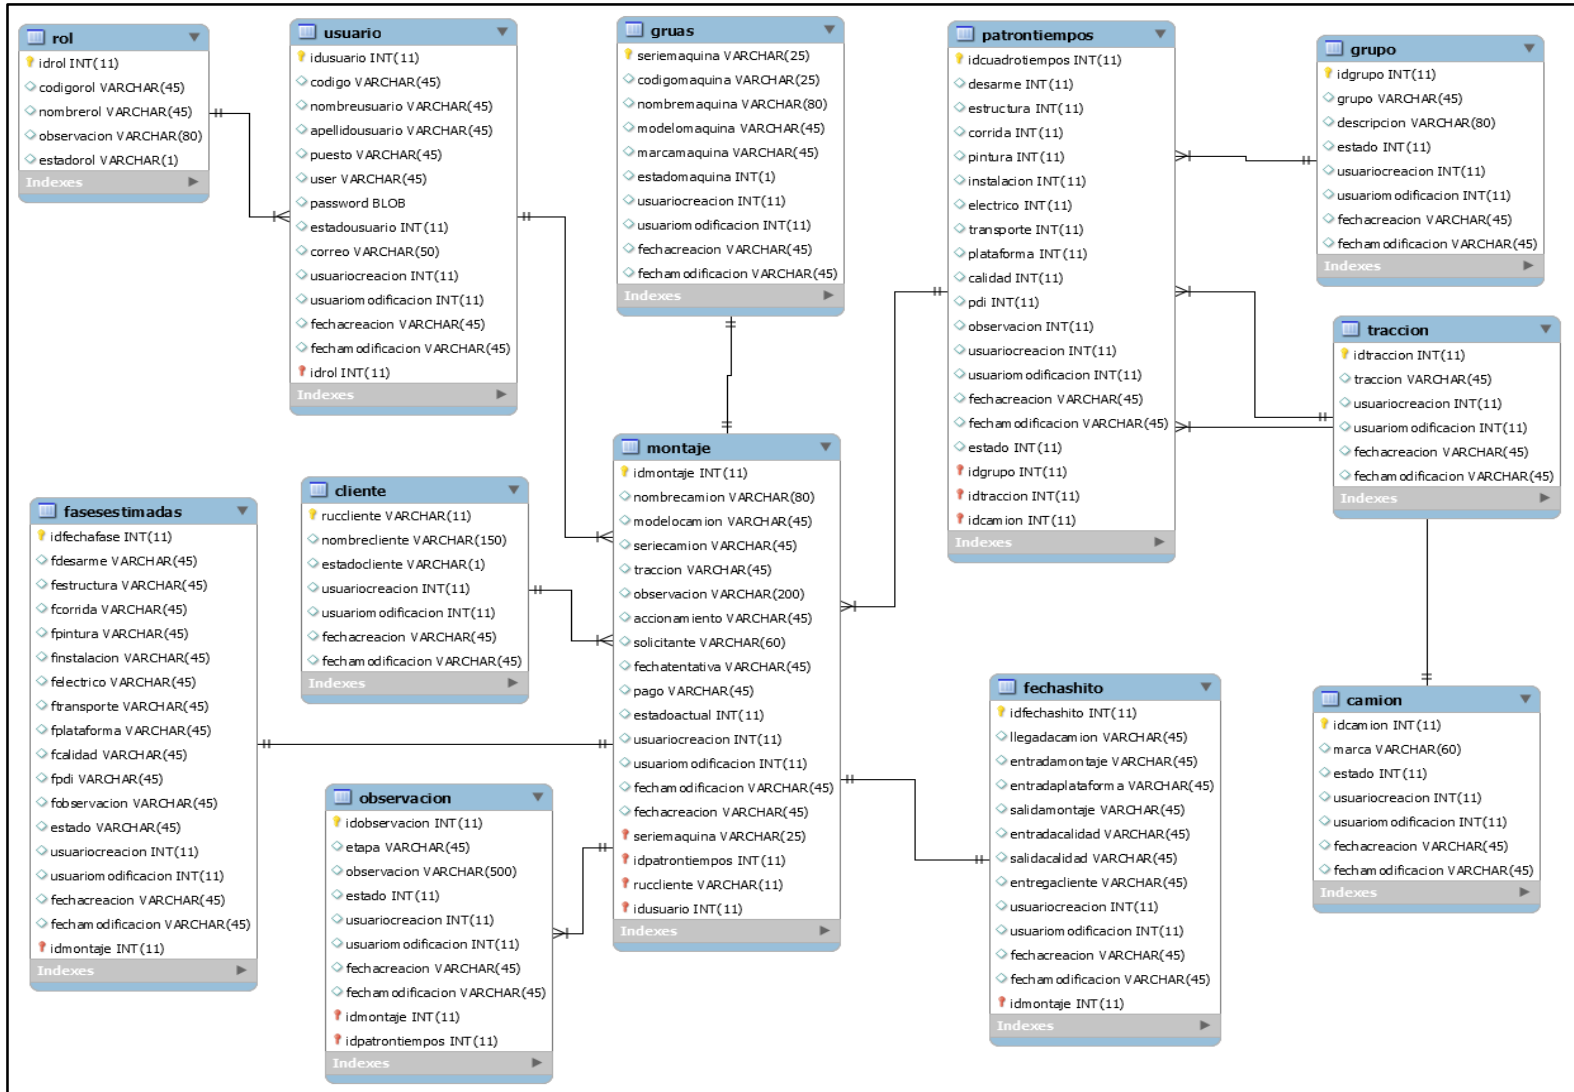 rol
idrol INT(11)
codigorol VARCHAR(45)
nombrerol VARCHAR(45)
observacion VARCHAR(80)
estadorol VARCHAR(1)
Indexes
usuario
idusuario INT(11)
codigo VARCHAR(45)
nombreusuario VARCHAR(45)
apellidousuario VARCHAR(45)
puesto VARCHAR(45)
user VARCHAR(45)
password BLOB
estadousuario INT(11)
correo VARCHAR(50)
usuariocreacion INT(11)
usuariomodificacion INT(11)
fechacreacion VARCHAR(45)
fechamodificacion VARCHAR(45)
idrol INT(11)
Indexes
gruas
seriemaquina VARCHAR(25)
codigomaquina VARCHAR(25)
nombremaquina VARCHAR(80)
modelomaquina VARCHAR(45)
marcamaquina VARCHAR(45)
estadomaquina INT(1)
usuariocreacion INT(11)
usuariomodificacion INT(11)
fechacreacion VARCHAR(45)
fechamodificacion VARCHAR(45)
Indexes
patrontiempos
idcuadrotiempos INT(11)
desarme INT(11)
estructura INT(11)
corrida INT(11)
pintura INT(11)
instalacion INT(11)
electrico INT(11)
transporte INT(11)
plataforma INT(11)
calidad INT(11)
pdi INT(11)
observacion INT(11)
usuariocreacion INT(11)
usuariomodificacion INT(11)
fechacreacion VARCHAR(45)
fechamodificacion VARCHAR(45)
estado INT(11)
idgrupo INT(11)
idtraccion INT(11)
idcamion INT(11)
Indexes
grupo
idgrupo INT(11)
grupo VARCHAR(45)
descripcion VARCHAR(80)
estado INT(11)
usuariocreacion INT(11)
usuariomodificacion INT(11)
fechacreacion VARCHAR(45)
fechamodificacion VARCHAR(45)
Indexes
traccion
idtraccion INT(11)
traccion VARCHAR(45)
usuariocreacion INT(11)
usuariomodificacion INT(11)
fechacreacion VARCHAR(45)
fechamodificacion VARCHAR(45)
Indexes
fasesestimadas
idfechafase INT(11)
fdesarme VARCHAR(45)
festructura VARCHAR(45)
fcorrida VARCHAR(45)
fpintura VARCHAR(45)
finstalacion VARCHAR(45)
felectrico VARCHAR(45)
ftransporte VARCHAR(45)
fplataforma VARCHAR(45)
fcalidad VARCHAR(45)
fpdi VARCHAR(45)
fobservacion VARCHAR(45)
estado VARCHAR(45)
usuariocreacion INT(11)
usuariomodificacion INT(11)
fechacreacion VARCHAR(45)
fechamodificacion VARCHAR(45)
idmontaje INT(11)
Indexes
cliente
ruccliente VARCHAR(11)
nombrecliente VARCHAR(150)
estadocliente VARCHAR(1)
usuariocreacion INT(11)
usuariomodificacion INT(11)
fechacreacion VARCHAR(45)
fechamodificacion VARCHAR(45)
Indexes
montaje
idmontaje INT(11)
nombrecamion VARCHAR(80)
modelocamion VARCHAR(45)
seriecamion VARCHAR(45)
traccion VARCHAR(45)
observacion VARCHAR(200)
accionamiento VARCHAR(45)
solicitante VARCHAR(60)
fechatentativa VARCHAR(45)
pago VARCHAR(45)
estadoactual INT(11)
usuariocreacion INT(11)
usuariomodificacion INT(11)
fechamodificacion VARCHAR(45)
fechacreacion VARCHAR(45)
seriemaquina VARCHAR(25)
idpatrontiempos INT(11)
ruccliente VARCHAR(11)
idusuario INT(11)
Indexes
observacion
idobservacion INT(11)
etapa VARCHAR(45)
observacion VARCHAR(500)
estado INT(11)
usuariocreacion INT(11)
usuariomodificacion INT(11)
fechacreacion VARCHAR(45)
fechamodificacion VARCHAR(45)
idmontaje INT(11)
idpatrontiempos INT(11)
Indexes
fechashito
idfechashito INT(11)
llegadacamion VARCHAR(45)
entradamontaje VARCHAR(45)
entradaplataforma VARCHAR(45)
salidamontaje VARCHAR(45)
entradacalidad VARCHAR(45)
salidacalidad VARCHAR(45)
entregacliente VARCHAR(45)
usuariocreacion INT(11)
usuariomodificacion INT(11)
fechacreacion VARCHAR(45)
fechamodificacion VARCHAR(45)
idmontaje INT(11)
Indexes
camion
idcamion INT(11)
marca VARCHAR(60)
estado INT(11)
usuariocreacion INT(11)
usuariomodificacion INT(11)
fechacreacion VARCHAR(45)
fechamodificacion VARCHAR(45)
Indexes